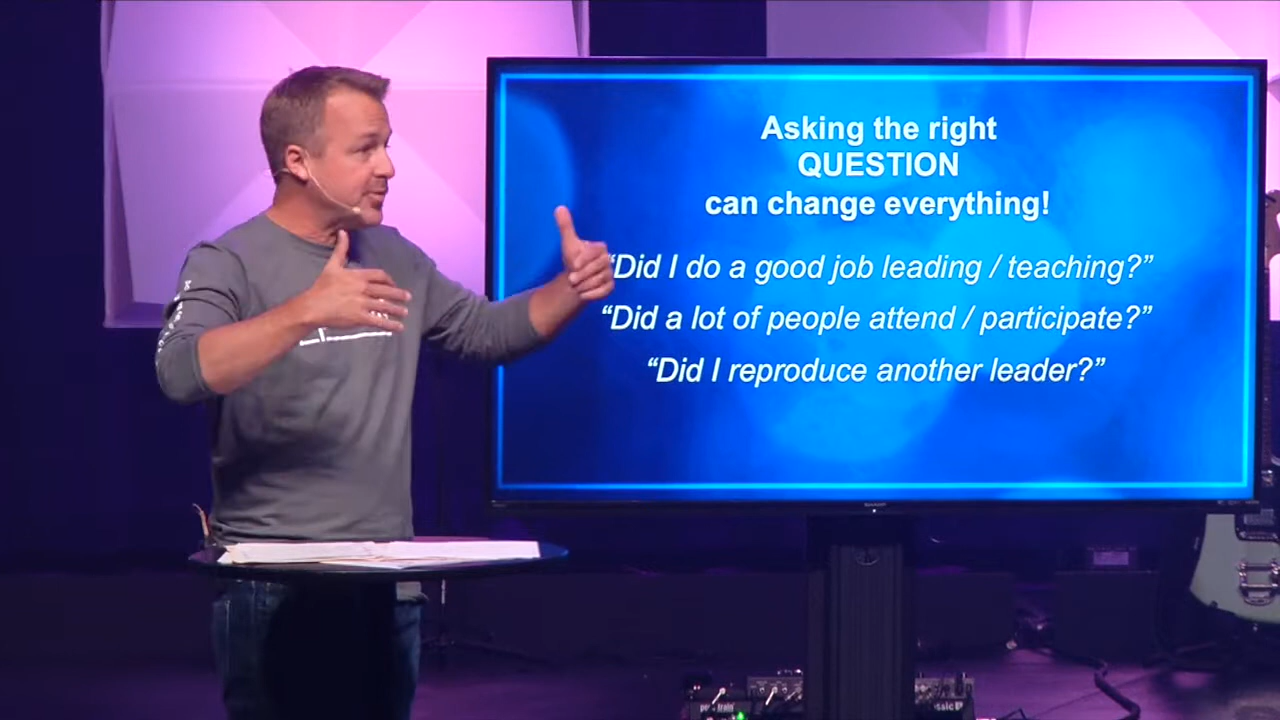 Asking the right
QUESTION
can change everything!
“Did I do a good job leading / teaching?”
“Did a lot of people attend / participate?”
“Did I reproduce another leader?”
SHARP